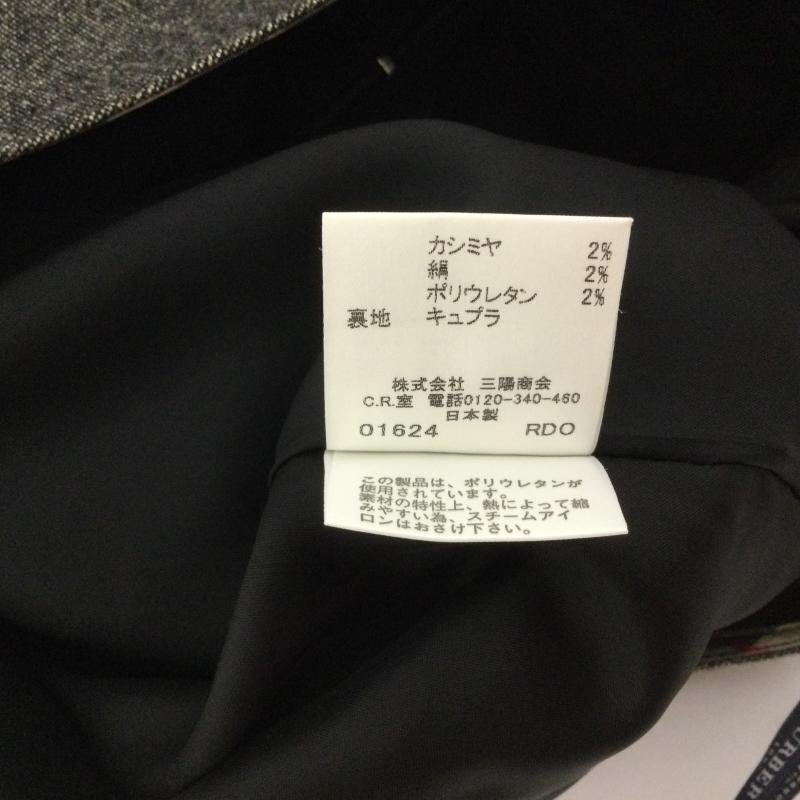 カシミヤ 2%
絹 2%
ポリウレタン 2%
裏地 キュプラ
株式会社 三陽商会
C.R.室 電話0120-340-460
日本製
01624 RDO
この製品は、ポリウレタンが
使用されています。
素材の特性上、熱によって縮
みやすい為、スチームアイ
ロンはおさけ下さい。
URBER